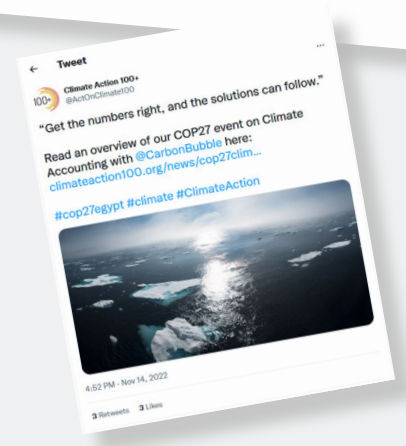 ← Tweet
...
100+
Climate Action 100+
@ActOnClimate100
“Get the numbers right, and the solutions can follow.”
Read an overview of our COP27 event on Climate
Accounting with @CarbonBubble here:
climateaction100.org/news/cop27clim...
#cop27egypt #climate #ClimateAction
4:52 PM · Nov 14, 2022
3 Retweets 3 Likes